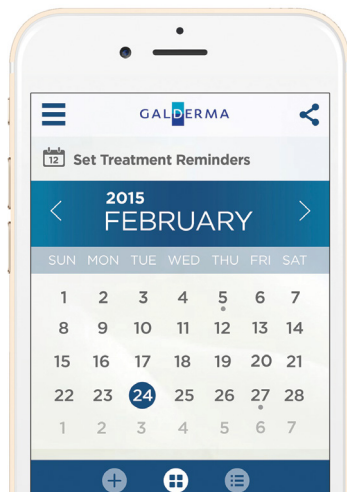 GALDERMA
12 Set Treatment Reminders
2015
FEBRUARY
SUN MON TUE WED THU FRI SAT
1 2 3 4 5 6 7
8 9 10 11 12 13 14
15 16 17 18 19 20 21
22 23 24 25 26 27 28
1 2 3 4 5 6 7